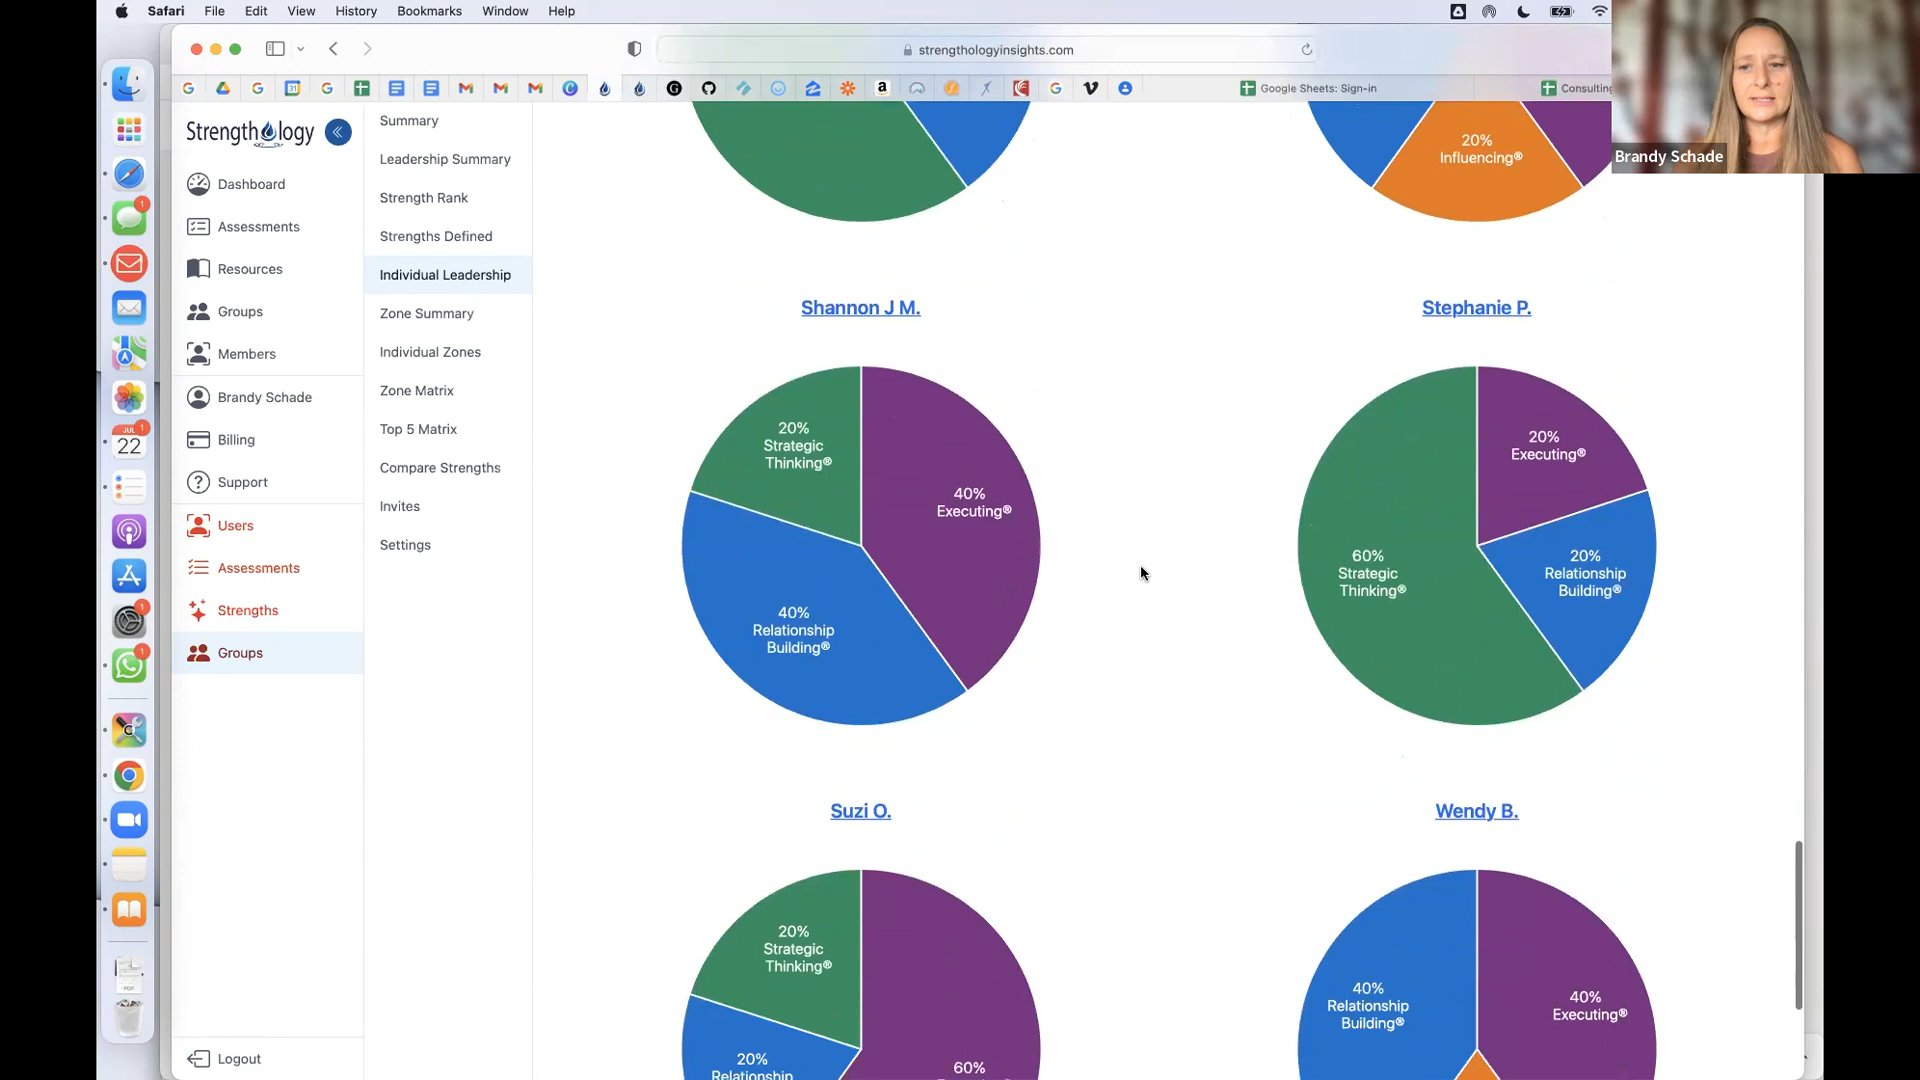 Safari File Edit View History Bookmarks Window Help
strengthologyinsights.com
Google Sheets: Sign-in
Consulting
Brandy Schade
Strengthology
Dashboard
Assessments
Resources
Groups
Members
Brandy Schade
Billing
Support
Users
Assessments
Strengths
Groups
Logout
Summary
Leadership Summary
Strength Rank
Strengths Defined
Individual Leadership
Zone Summary
Individual Zones
Zone Matrix
Top 5 Matrix
Compare Strengths
Invites
Settings
20%
Influencing®
Shannon J M.
20%
Strategic
Thinking®
40%
Executing®
40%
Relationship
Building®
Stephanie P.
20%
Executing®
60%
Strategic
Thinking®
20%
Relationship
Building®
Suzi O.
20%
Strategic
Thinking®
20%
Relationship
60%
Wendy B.
40%
Relationship
Building®
40%
Executing®
JUL
22